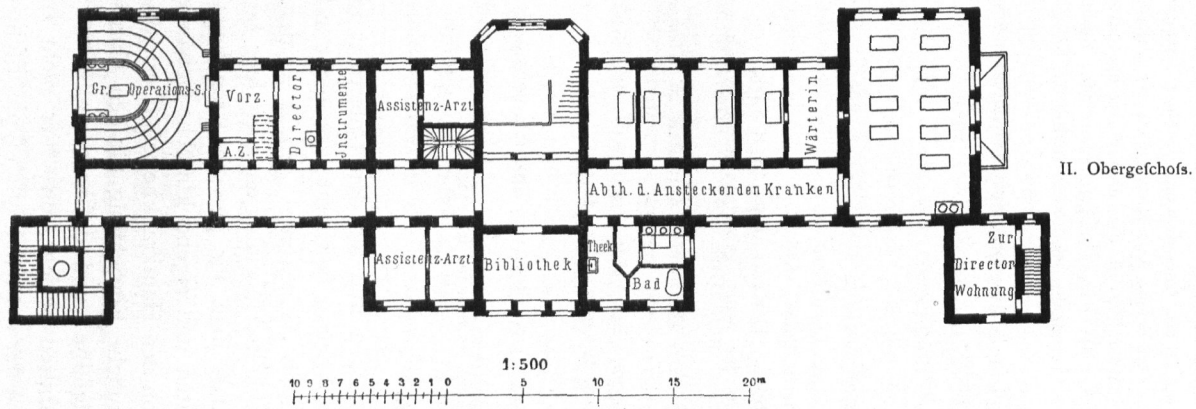 Gr. Operations-S.
Vorz.
A.Z.
Director
Jnstrumente
Assistenz-Arzt
Wärterin
Abth. d. Ansteckenden Kranken
II. Obergeſchoſs.
Assistenz-Arzt.
Bibliothek
Theek.
Bad
Zur
Director
Wohnung
1:500
10 9 8 7 6 5 4 3 2 1 0 5 10 15 20m